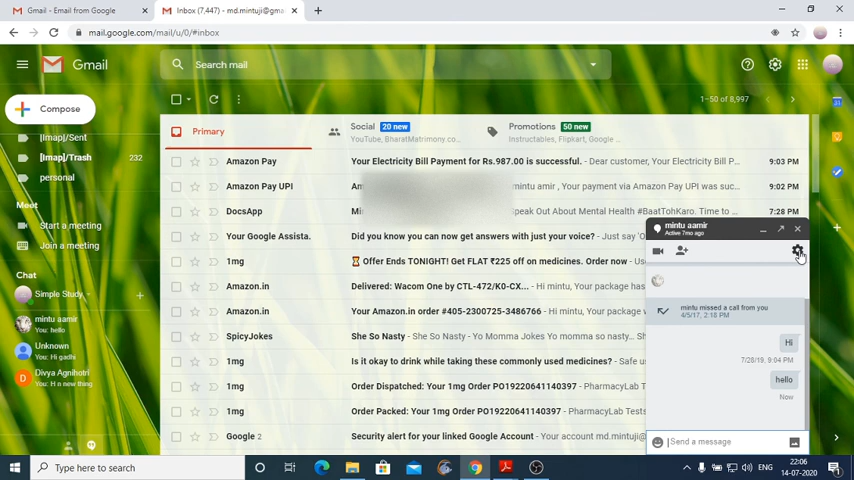 Gmail - Email from Google
Inbox (7,447) - md.mintuji@gma
mail.google.com/mail/u/0/#inbox
Gmail
Search mail
Compose
[Imap]/Sent
[Imap]/Trash 232
personal
Meet
Start a meeting
Join a meeting
Chat
Simple Study
mintu aamir
You: hello
Unknown
You: Hi gadhi
Divya Agnihotri
You: H n new thing
1–50 of 8,997
Primary
Social 20 new
YouTube, BharatMatrimony.co...
Promotions 50 new
Instructables, Flipkart, Google ...
Amazon Pay Your Electricity Bill Payment for Rs.987.00 is successful. - Dear customer, Your Electricity Bill P... 9:03 PM
Amazon Pay UPI mintu amir , Your payment via Amazon Pay UPI was suc... 9:02 PM
DocsApp Speak Out About Mental Health #BaatTohKaro. Time to ... 7:28 PM
Your Google Assista. Did you know you can now get answers with just your voice? - Just say 'O
1mg ⌛ Offer Ends TONIGHT! Get FLAT ₹225 off on medicines. Order now - Us
Amazon.in Delivered: Wacom One by CTL-472/K0-CX... - Hi mintu, Your package has
Amazon.in Your Amazon.in order #405-2300725-3486766 - Hi mintu, Your package
SpicyJokes She So Nasty - She So Nasty - Yo Momma Jokes Yo momma so nasty...
1mg Is it okay to drink while taking these commonly used medicines? - Safe u
1mg Order Dispatched: Your 1mg Order PO19220641140397 - PharmacyLab T
1mg Order Packed: Your 1mg Order PO19220641140397 - PharmacyLab Tests
Google 2 Security alert for your linked Google Account - Your account md.mintuji@
mintu aamir
Active 7mo ago
mintu missed a call from you
4/5/17, 2:18 PM
Hi
7/28/19, 9:04 PM
hello
Now
Send a message
Type here to search
ENG
22:06
14-07-2020